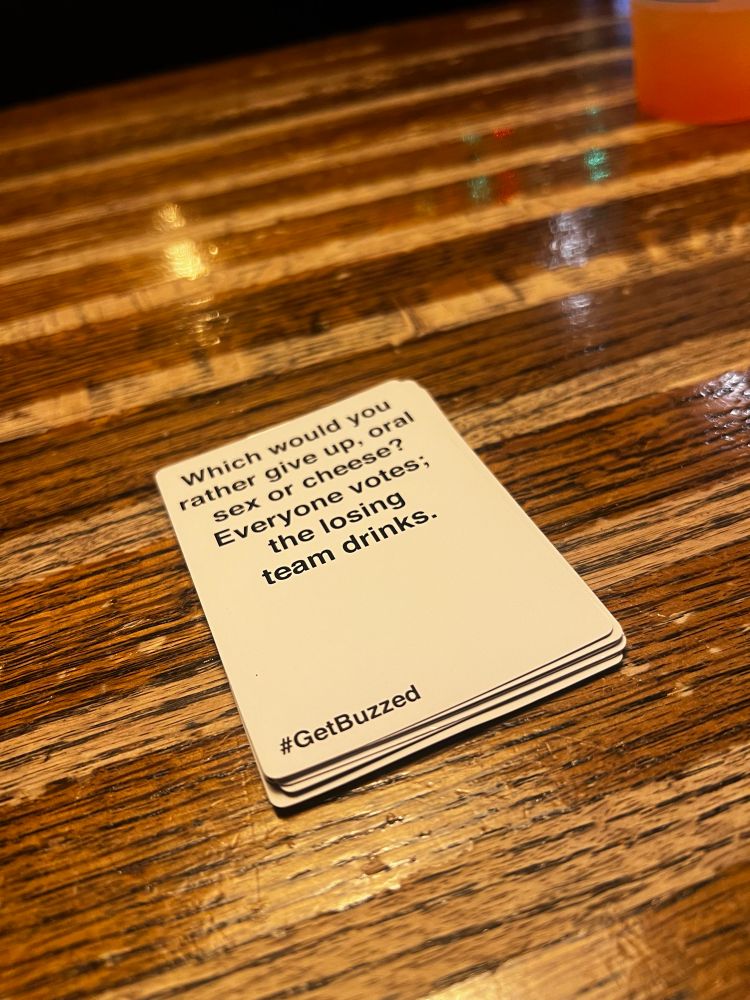 Which would you
rather give up, oral
sex or cheese?
Everyone votes;
the losing
team drinks.
#GetBuzzed